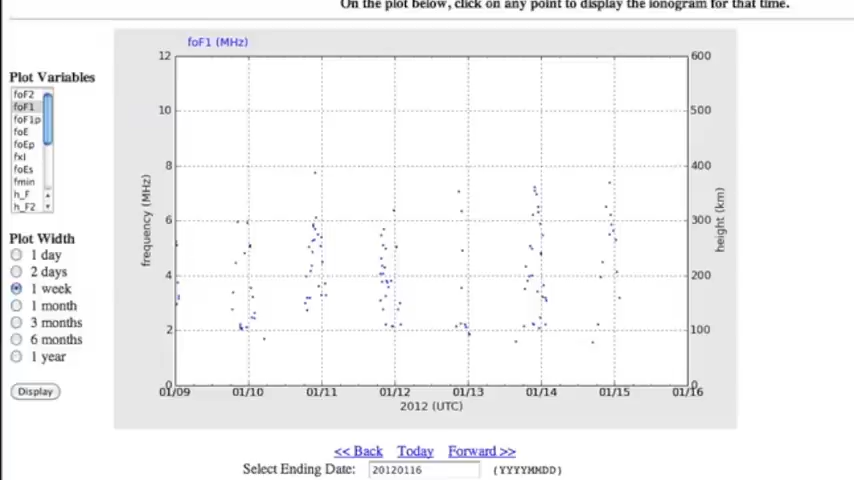 On the plot below, click on any point to display the ionogram for that time.
Plot Variables
foF2
foF1
foF1p
foE
foEp
fxI
foEs
fmin
h_F
h_F2
Plot Width
1 day
2 days
1 week
1 month
3 months
6 months
1 year
Display
foF1 (MHz)
frequency (MHz)
12
10
8
6
4
2
0
600
500
400
300
200
100
0
height (km)
01/09 01/10 01/11 01/12 01/13 01/14 01/15 01/16
2012 (UTC)
<< Back Today Forward >>
Select Ending Date: 20120116 (YYYYMMDD)